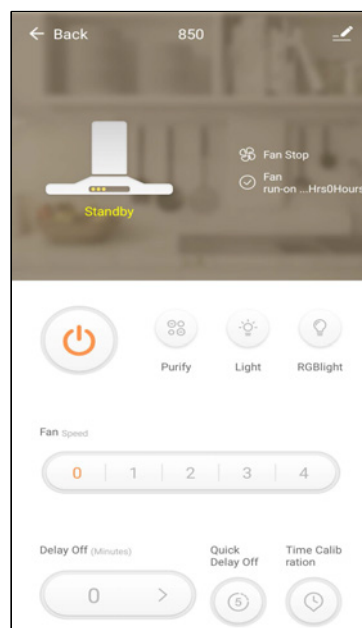 Back
850
Fan Stop
Fan
run-on ...Hrs0Hours
Standby
Purify
Light
RGBlight
Fan Speed
0 1 2 3 4
Delay Off (Minutes)
Quick
Delay Off
Time Calib
ration
0
5